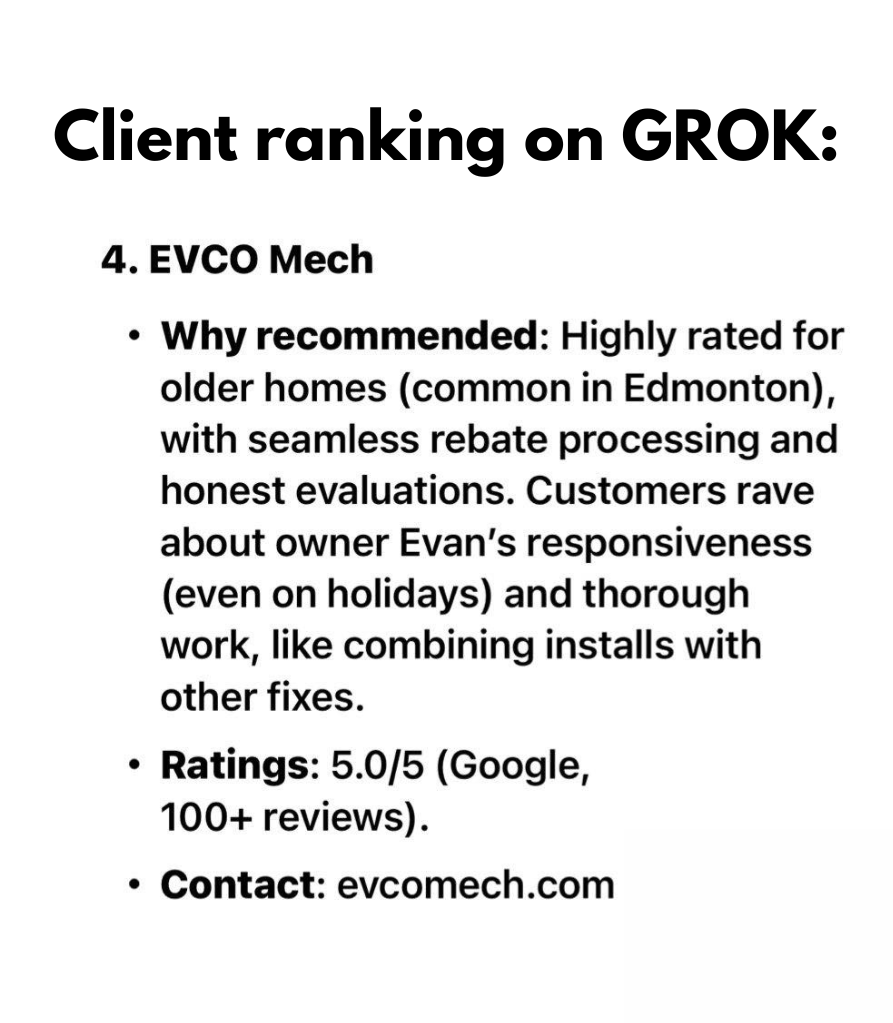 Client ranking on GROK:
4. EVCO Mech
• Why recommended: Highly rated for
older homes (common in Edmonton),
with seamless rebate processing and
honest evaluations. Customers rave
about owner Evan’s responsiveness
(even on holidays) and thorough
work, like combining installs with
other fixes.
• Ratings: 5.0/5 (Google,
100+ reviews).
• Contact: evcomech.com